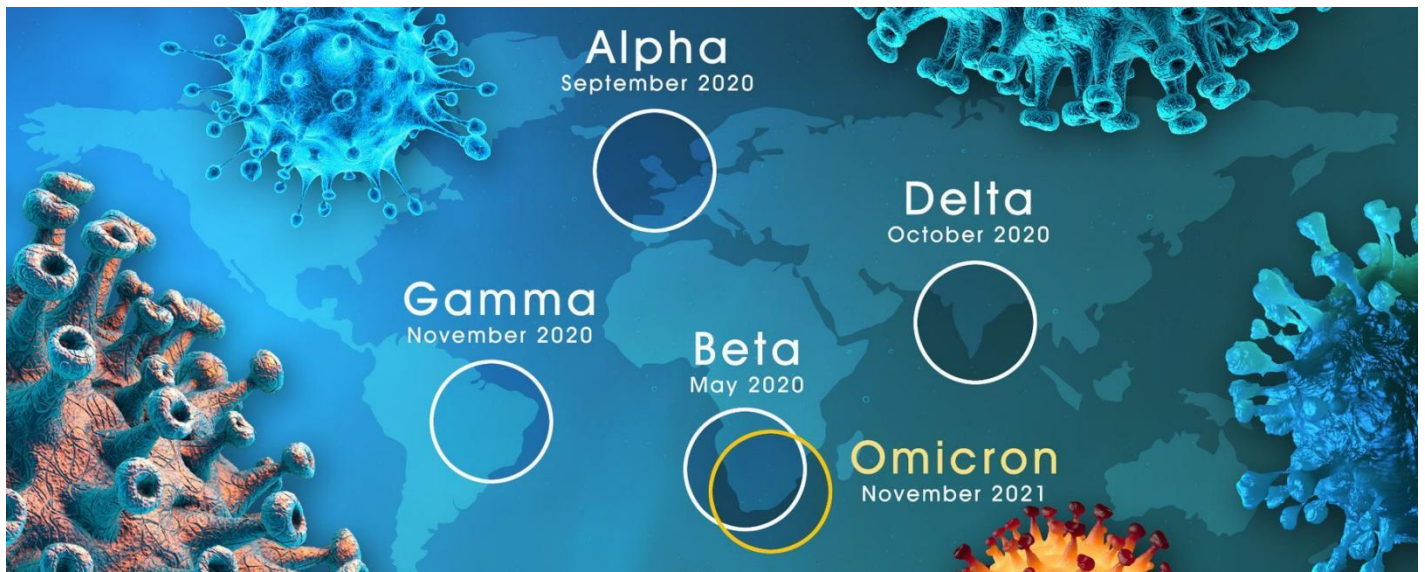 Alpha
September 2020
Delta
October 2020
Gamma
November 2020
Beta
May 2020
Omicron
November 2021